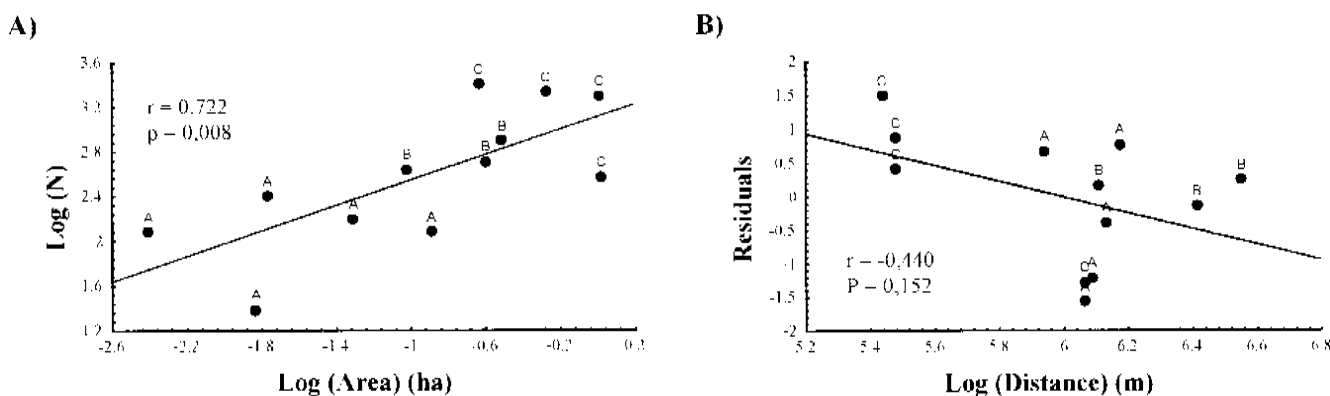 A)
3.6
3.2
2.8
2.4
2
1.6
1.2
Log (N)
r = 0.722
p = 0,008
A
A
A
A
A
B
B
B
C
C
C
C
-2.6
-2.2
-1.8
-1.4
-1
-0.6
-0.2
0.2
Log (Area) (ha)
B)
2
1.5
1
0.5
0
-0.5
-1
-1.5
-2
Residuals
C
C
C
A
A
B
B
B
A
C
A
A
r = -0,440
P = 0,152
5.2
5.4
5.6
5.8
6
6.2
6.4
6.6
6.8
Log (Distance) (m)